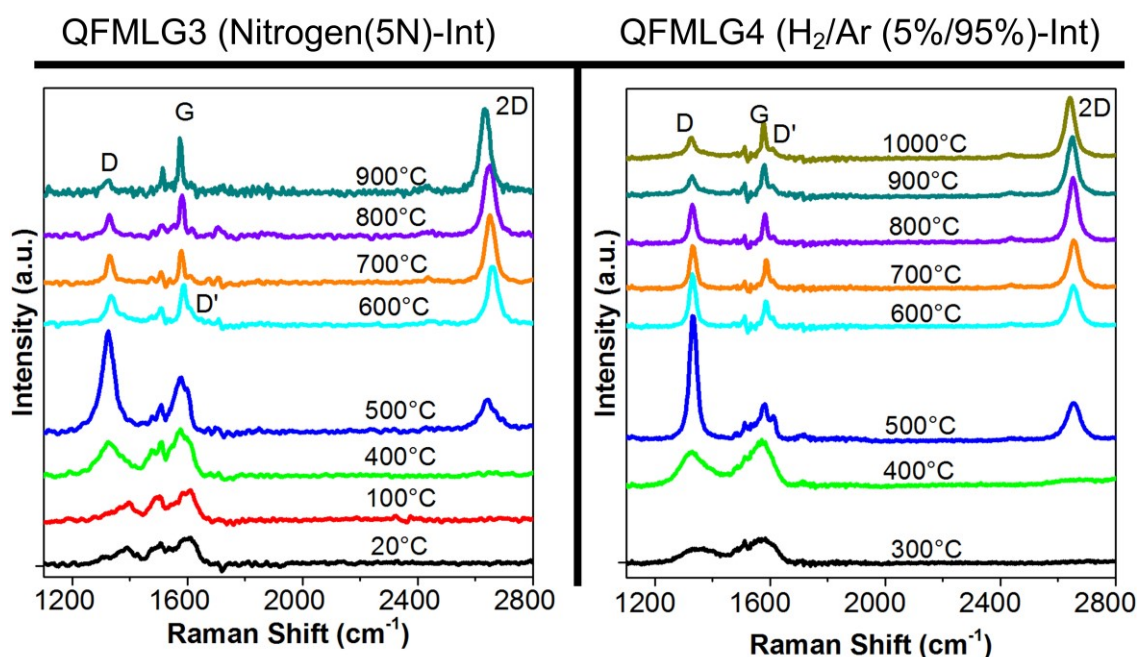 QFMLG3 (Nitrogen(5N)-Int)
Intensity (a.u.)
D
G
2D
D'
900°C
800°C
700°C
600°C
500°C
400°C
100°C
20°C
1200 1600 2000 2400 2800
Raman Shift (cm⁻¹)
QFMLG4 (H₂/Ar (5%/95%)-Int)
Intensity (a.u.)
D
G
D'
2D
1000°C
900°C
800°C
700°C
600°C
500°C
400°C
300°C
1200 1600 2000 2400 2800
Raman Shift (cm⁻¹)